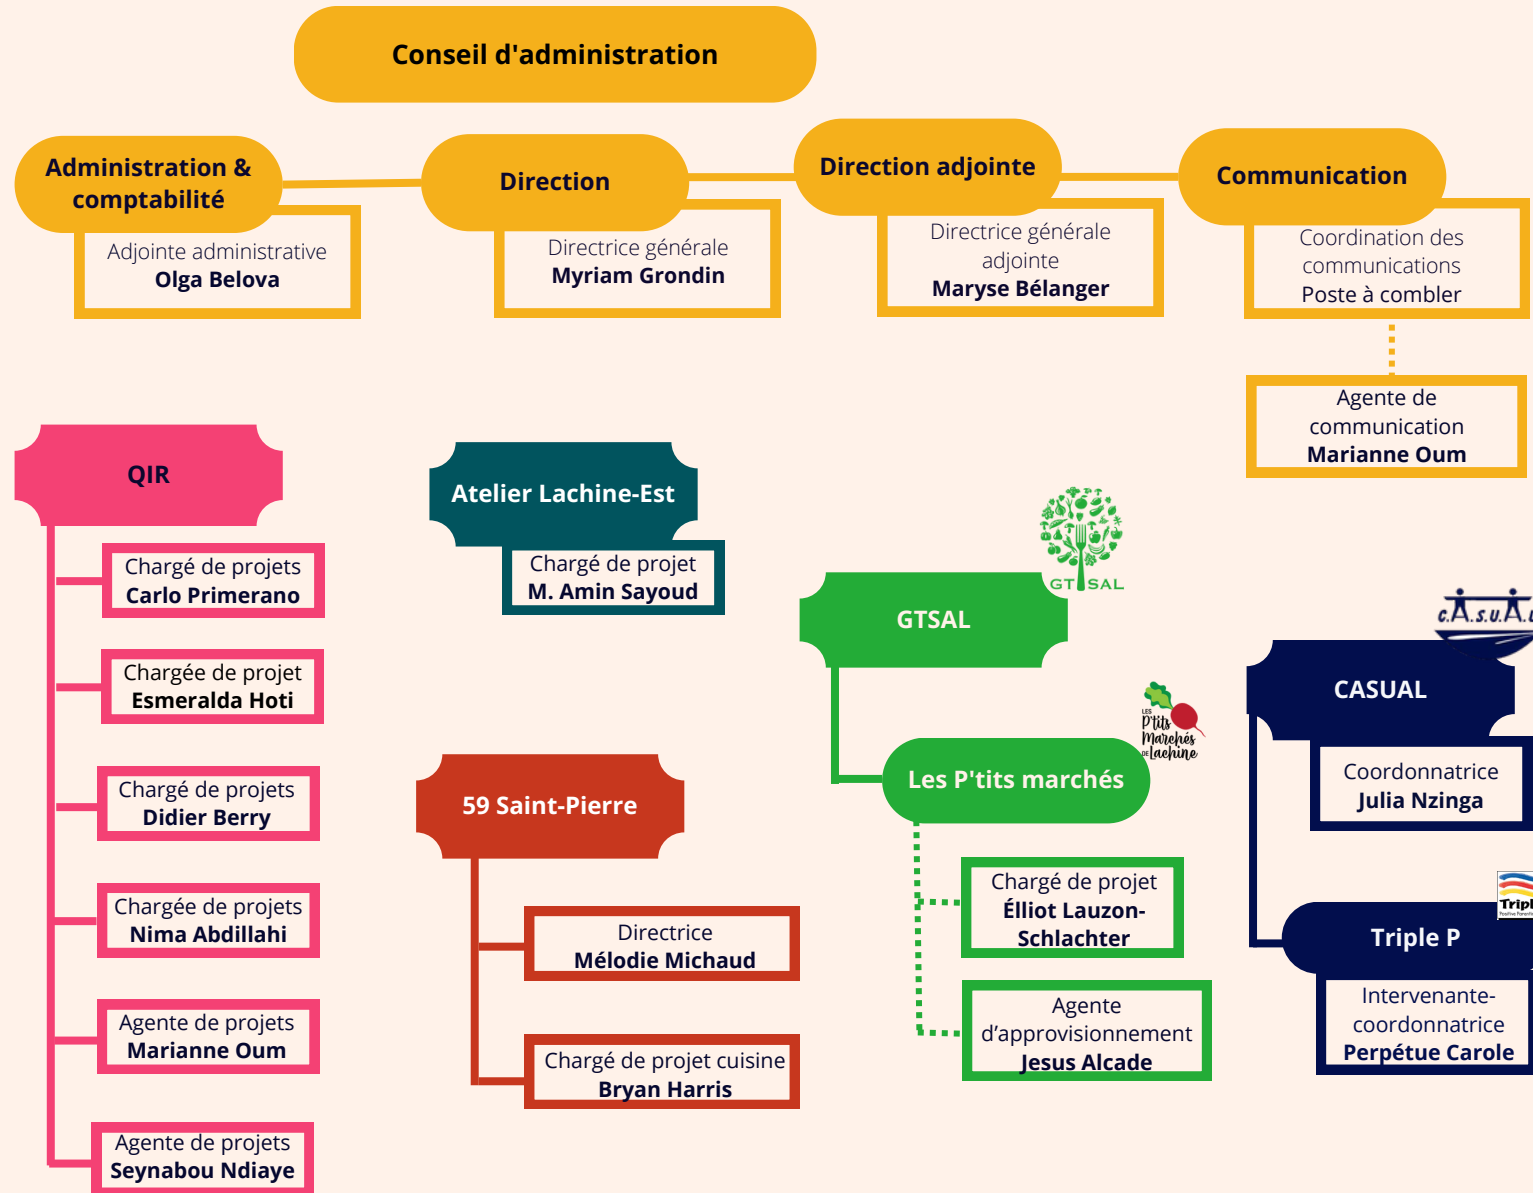 Conseil d'administration
Administration &
comptabilité
Adjointe administrative
Olga Belova
Direction
Directrice générale
Myriam Grondin
Direction adjointe
Directrice générale
adjointe
Maryse Bélanger
Communication
Coordination des
communications
Poste à combler
Agente de
communication
Marianne Oum
QIR
Chargé de projets
Carlo Primerano
Chargée de projet
Esmeralda Hoti
Chargé de projets
Didier Berry
Chargée de projets
Nima Abdillahi
Agente de projets
Marianne Oum
Agente de projets
Seynabou Ndiaye
Atelier Lachine-Est
Chargé de projet
M. Amin Sayoud
59 Saint-Pierre
Directrice
Mélodie Michaud
Chargé de projet cuisine
Bryan Harris
GTSAL
GTSAL
LES
P'tits
Marchés
DE Lachine
Les P'tits marchés
Chargé de projet
Élliot Lauzon-
Schlachter
Agente
d’approvisionnement
Jesus Alcade
C.A.S.U.A.
CASUAL
Coordonnatrice
Julia Nzinga
Triple P
Intervenante-
coordonnatrice
Perpétue Carole